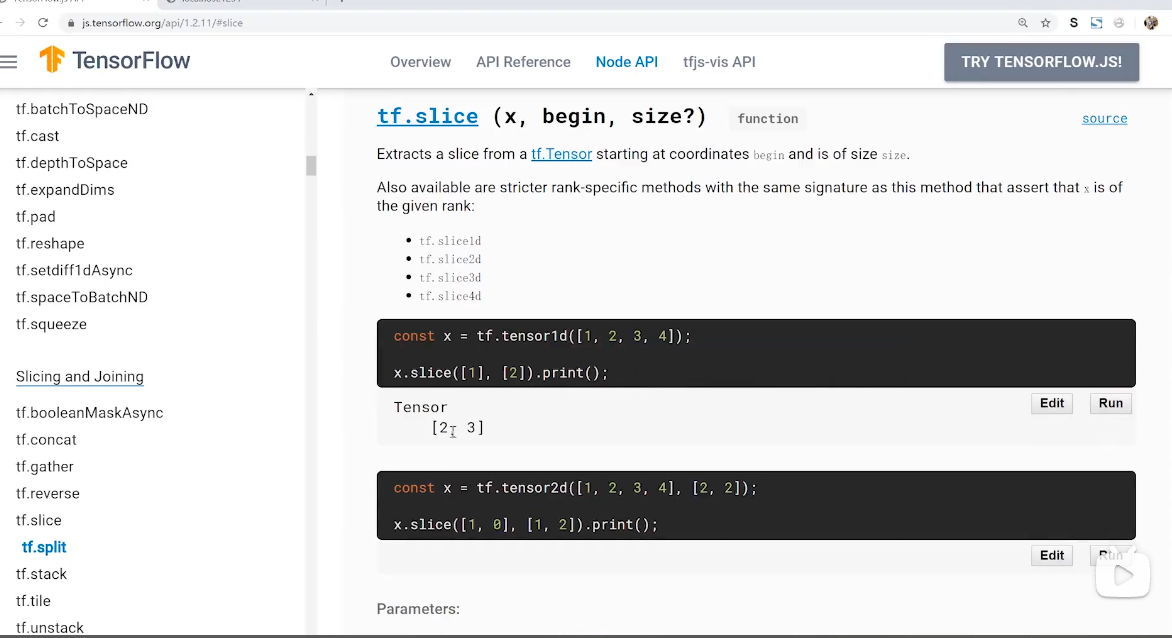 js.tensorflow.org/api/1.2.11/#slice
TensorFlow
Overview
API Reference
Node API
tfjs-vis API
TRY TENSORFLOW.JS!
tf.batchToSpaceND
tf.cast
tf.depthToSpace
tf.expandDims
tf.pad
tf.reshape
tf.setdiff1dAsync
tf.spaceToBatchND
tf.squeeze
Slicing and Joining
tf.booleanMaskAsync
tf.concat
tf.gather
tf.reverse
tf.slice
tf.split
tf.stack
tf.tile
tf.unstack
tf.slice (x, begin, size?) function
source
Extracts a slice from a tf.Tensor starting at coordinates begin and is of size size.
Also available are stricter rank-specific methods with the same signature as this method that assert that x is of
the given rank:
tf.slice1d
tf.slice2d
tf.slice3d
tf.slice4d
const x = tf.tensor1d([1, 2, 3, 4]);
x.slice([1], [2]).print();
Edit
Run
Tensor
[2, 3]
const x = tf.tensor2d([1, 2, 3, 4], [2, 2]);
x.slice([1, 0], [1, 2]).print();
Edit
Run
Parameters: